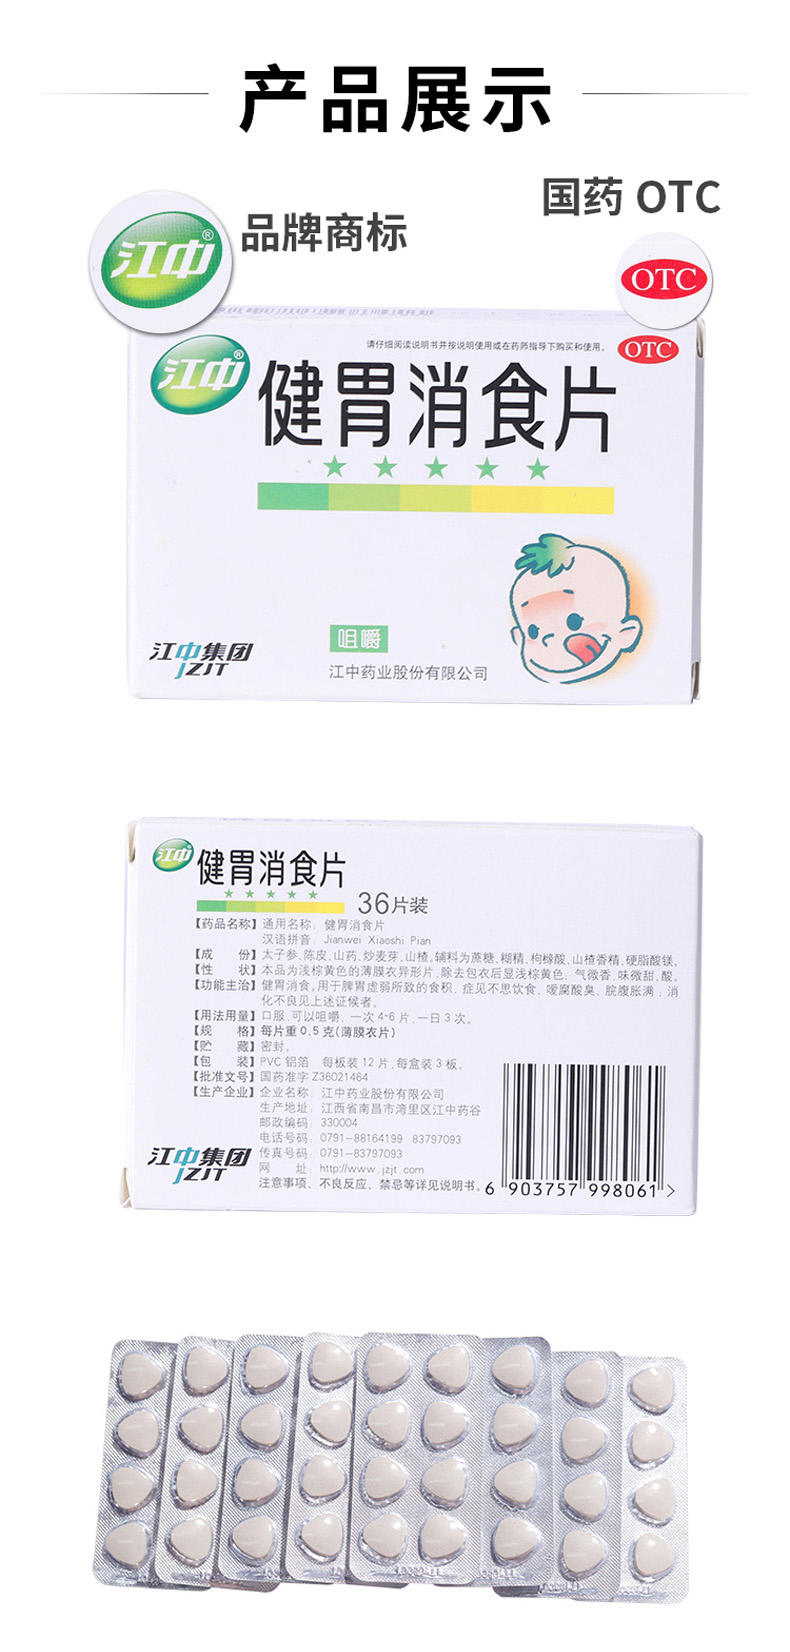 产品展示
国药 OTC
品牌商标
江中®
OTC
请仔细阅读说明书并按说明使用或在药师指导下购买和使用。
OTC
江中®
健胃消食片
咀嚼
江中集团
JZJT
江中药业股份有限公司
江中
健胃消食片
36片装
【药品名称】通用名称：健胃消食片
汉语拼音：Jianwei Xiaoshi Pian
【成　份】太子参、陈皮、山药、炒麦芽、山楂，辅料为蔗糖、糊精、枸橼酸、山楂香精、硬脂酸镁。
【性　状】本品为浅棕黄色的薄膜衣异形片，除去包衣后显浅棕黄色；气微香，味微甜、酸。
【功能主治】健胃消食。用于脾胃虚弱所致的食积，症见不思饮食、嗳腐酸臭、脘腹胀满；消
化不良见上述证候者。
【用法用量】口服，可以咀嚼，一次4-6片，一日3次。
【规　格】每片重0.5克(薄膜衣片)
【贮　藏】密封。
【包　装】PVC铝箔　每板装12片，每盒装3板。
【批准文号】国药准字Z36021464
【生产企业】企业名称：江中药业股份有限公司
生产地址：江西省南昌市湾里区江中药谷
邮政编码：330004
电话号码：0791-88164199 83797093
传真号码：0791-83797093
网　址：http://www.jzjt.com
注意事项、不良反应、禁忌等详见说明书。
江中集团
JZJT
6 903757 998061 >